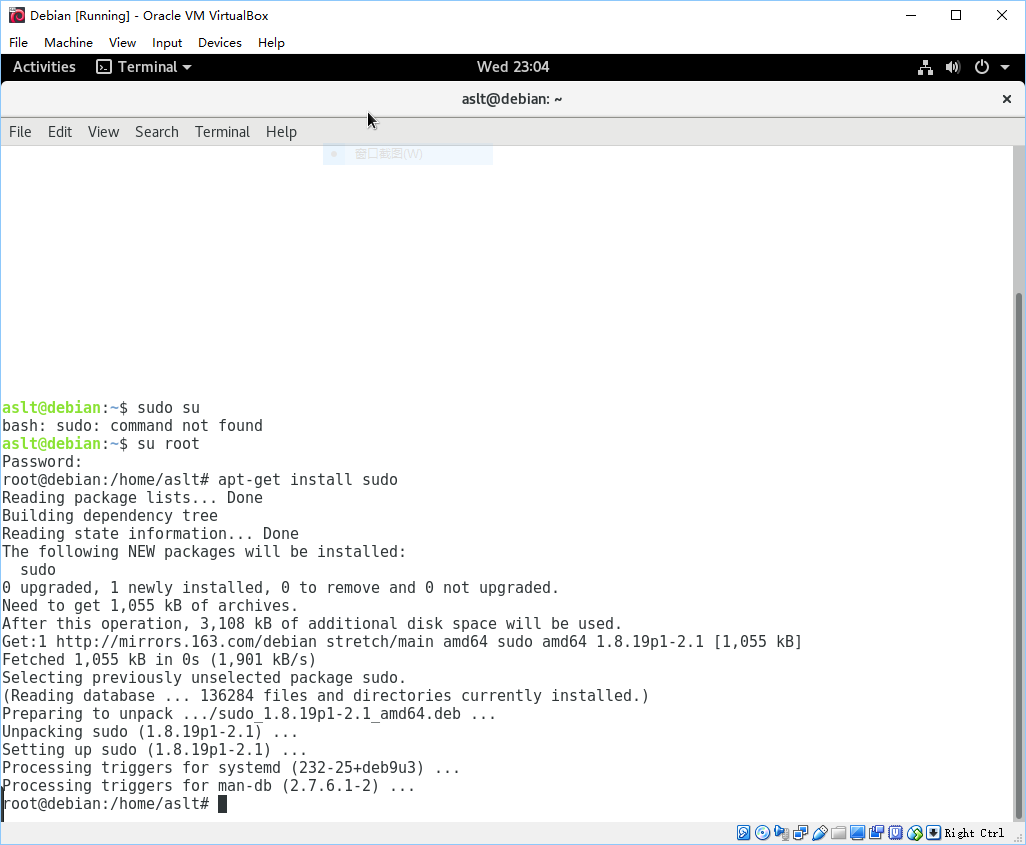 Debian [Running] - Oracle VM VirtualBox
File Machine View Input Devices Help
Activities Terminal Wed 23:04
aslt@debian: ~
File Edit View Search Terminal Help
窗口截图(W)
aslt@debian:~$ sudo su
bash: sudo: command not found
aslt@debian:~$ su root
Password:
root@debian:/home/aslt# apt-get install sudo
Reading package lists... Done
Building dependency tree
Reading state information... Done
The following NEW packages will be installed:
  sudo
0 upgraded, 1 newly installed, 0 to remove and 0 not upgraded.
Need to get 1,055 kB of archives.
After this operation, 3,108 kB of additional disk space will be used.
Get:1 http://mirrors.163.com/debian stretch/main amd64 sudo amd64 1.8.19p1-2.1 [1,055 kB]
Fetched 1,055 kB in 0s (1,901 kB/s)
Selecting previously unselected package sudo.
(Reading database ... 136284 files and directories currently installed.)
Preparing to unpack .../sudo_1.8.19p1-2.1_amd64.deb ...
Unpacking sudo (1.8.19p1-2.1) ...
Setting up sudo (1.8.19p1-2.1) ...
Processing triggers for systemd (232-25+deb9u3) ...
Processing triggers for man-db (2.7.6.1-2) ...
root@debian:/home/aslt#
Right Ctrl